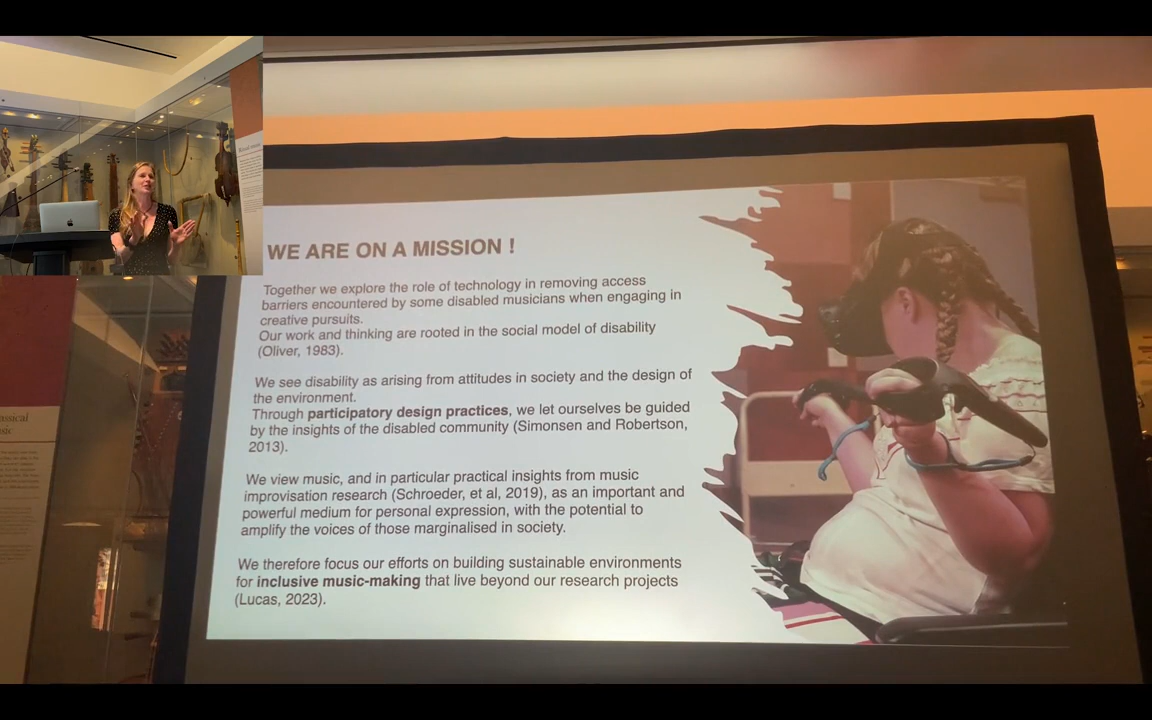 WE ARE ON A MISSION !
Together we explore the role of technology in removing access
barriers encountered by some disabled musicians when engaging in
creative pursuits.
Our work and thinking are rooted in the social model of disability
(Oliver, 1983).
We see disability as arising from attitudes in society and the design of
the environment.
Through participatory design practices, we let ourselves be guided
by the insights of the disabled community (Simonsen and Robertson,
2013).
We view music, and in particular practical insights from music
improvisation research (Schroeder, et al, 2019), as an important and
powerful medium for personal expression, with the potential to
amplify the voices of those marginalised in society.
We therefore focus our efforts on building sustainable environments
for inclusive music-making that live beyond our research projects
(Lucas, 2023).